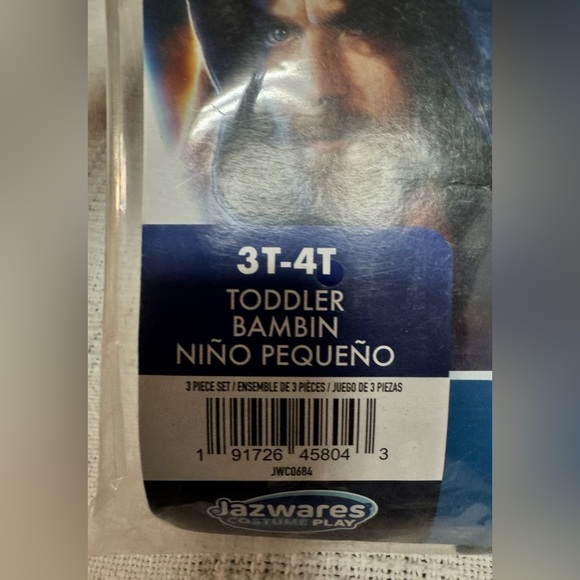 3T-4T
TODDLER
BAMBIN
NIÑO PEQUEÑO
3 PIECE SET / ENSEMBLE DE 3 PIÈCES / JUEGO DE 3 PIEZAS
1 91726 45804 3
JWC0684
Jazwares
COSTUME PLAY